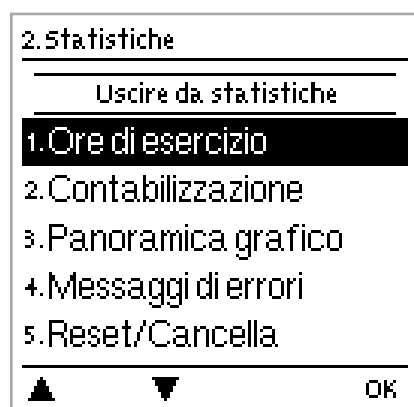 2.Statistiche
Uscire da statistiche
1.Ore di esercizio
2.Contabilizzazione
3.Panoramica grafico
4.Messaggi di errori
5.Reset/Cancella
▲ ▼ OK